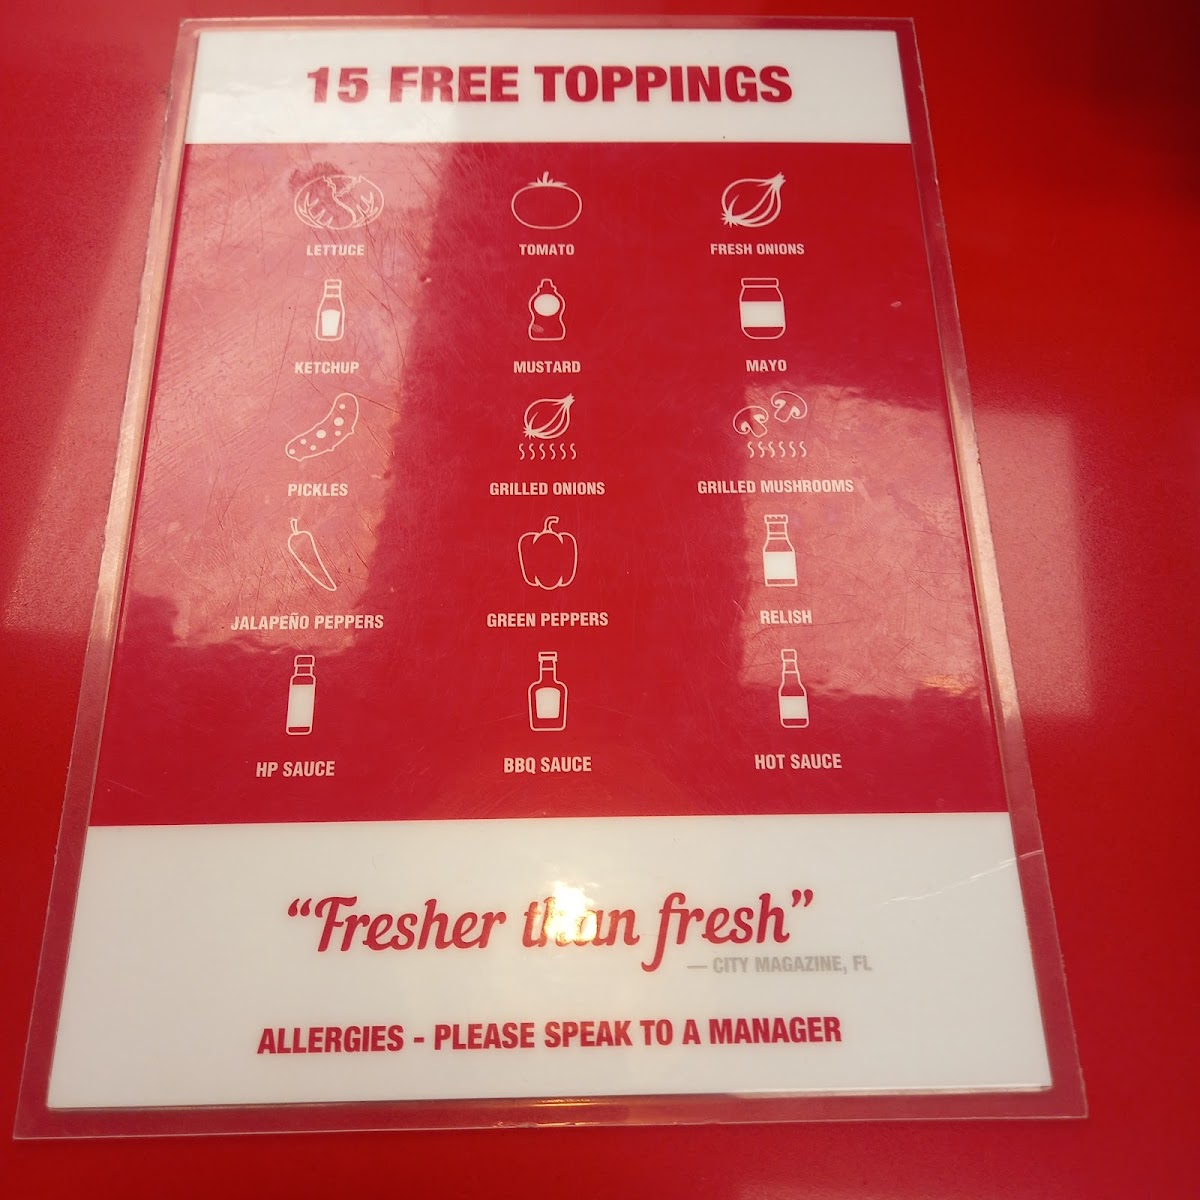 15 FREE TOPPINGS
LETTUCE TOMATO FRESH ONIONS
KETCHUP MUSTARD MAYO
PICKLES GRILLED ONIONS GRILLED MUSHROOMS
JALAPEÑO PEPPERS GREEN PEPPERS RELISH
HP SAUCE BBQ SAUCE HOT SAUCE
“Fresher than fresh”
— CITY MAGAZINE, FL
ALLERGIES - PLEASE SPEAK TO A MANAGER